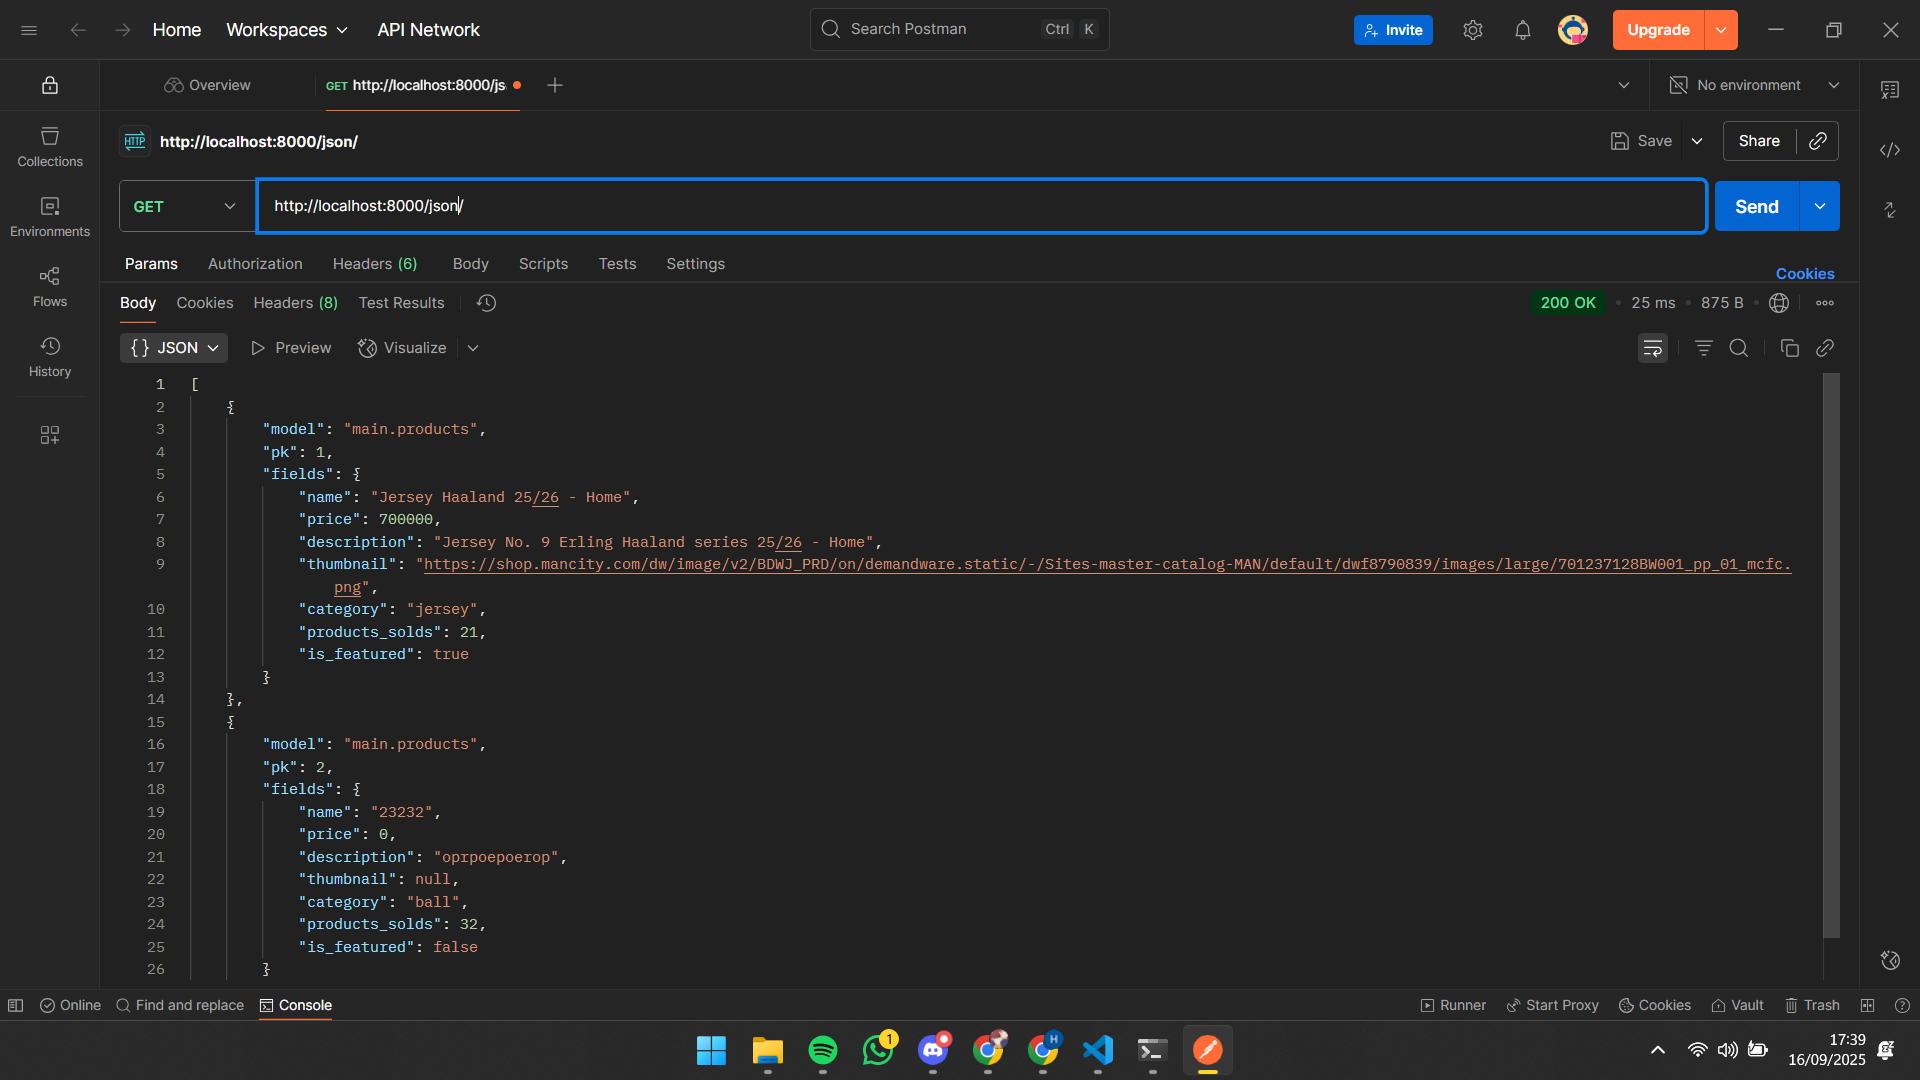 Home Workspaces API Network Search Postman Ctrl K Invite Upgrade
Overview GET http://localhost:8000/js No environment
HTTP http://localhost:8000/json/ Save Share
Collections
GET http://localhost:8000/json/ Send
Environments
Params Authorization Headers (6) Body Scripts Tests Settings
Cookies
Flows
Body Cookies Headers (8) Test Results 200 OK • 25 ms • 875 B
{} JSON Preview Visualize
History
1 [
2 {
3 "model": "main.products",
4 "pk": 1,
5 "fields": {
6 "name": "Jersey Haaland 25/26 - Home",
7 "price": 700000,
8 "description": "Jersey No. 9 Erling Haaland series 25/26 - Home",
9 "thumbnail": "https://shop.mancity.com/dw/image/v2/BDWJ_PRD/on/demandware.static/-/Sites-master-catalog-MAN/default/dwf8790839/images/large/701237128BW001_pp_01_mcfc.
png",
10 "category": "jersey",
11 "products_solds": 21,
12 "is_featured": true
13 }
14 },
15 {
16 "model": "main.products",
17 "pk": 2,
18 "fields": {
19 "name": "23232",
20 "price": 0,
21 "description": "oprpoepoerop",
22 "thumbnail": null,
23 "category": "ball",
24 "products_solds": 32,
25 "is_featured": false
26 }
Online Find and replace Console Runner Start Proxy Cookies Vault Trash
1 H 17:39
16/09/2025